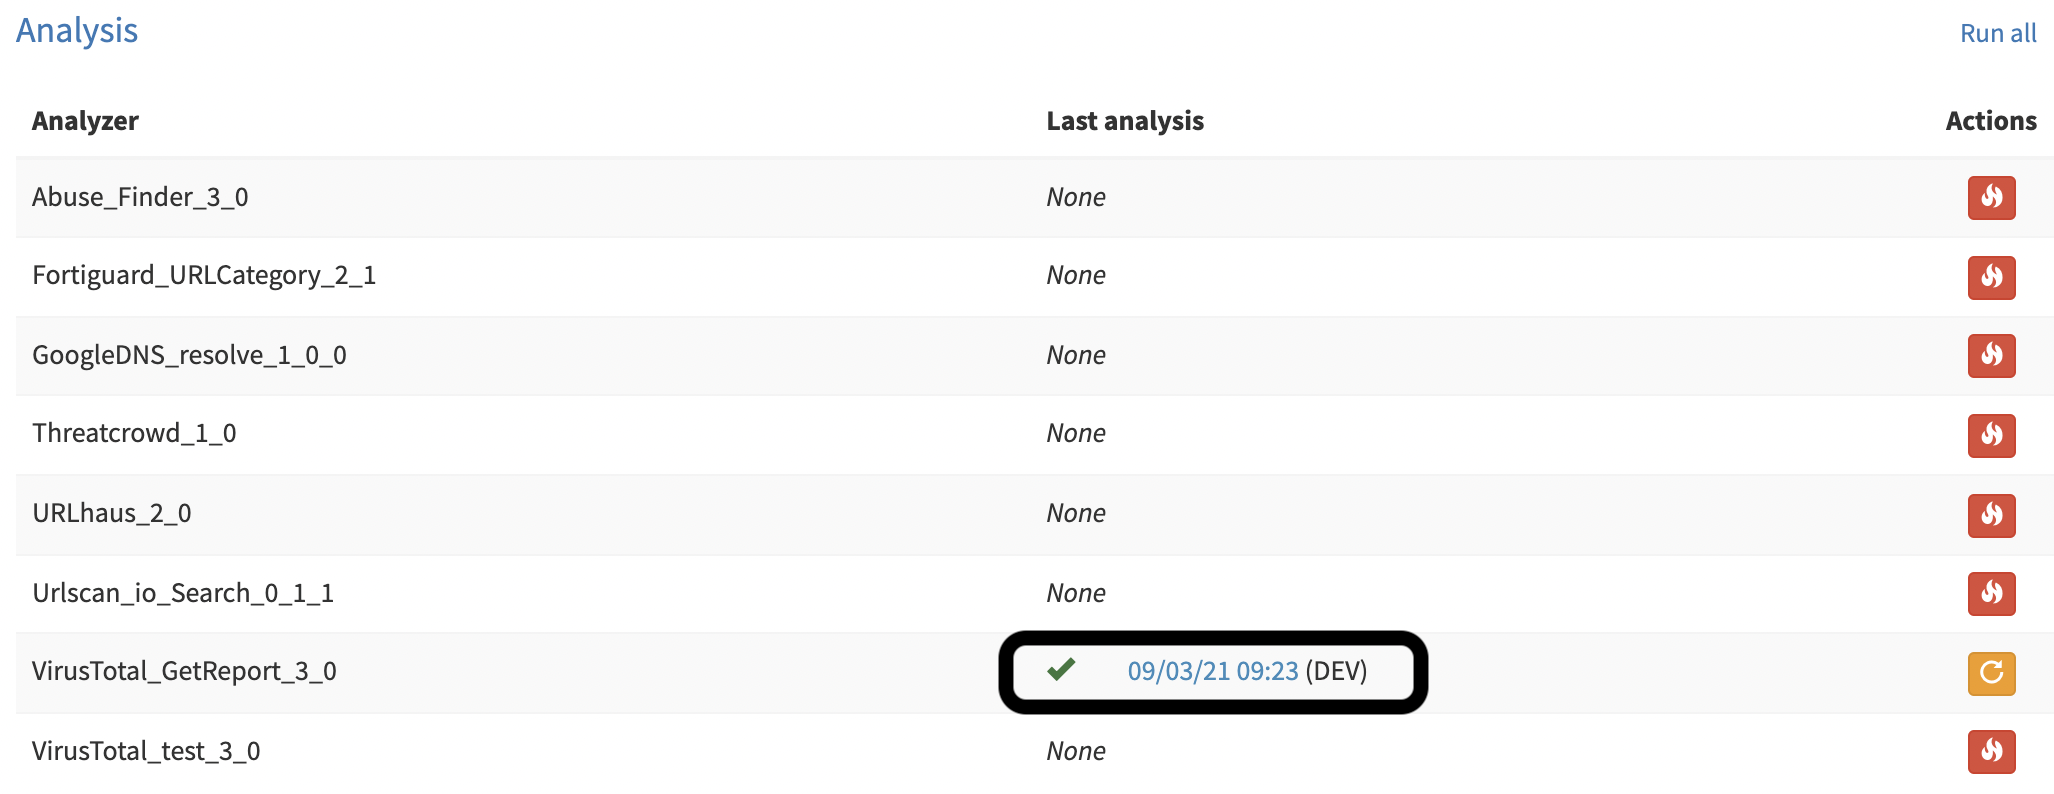 Analysis Run all
Analyzer Last analysis Actions
Abuse_Finder_3_0 None
Fortiguard_URLCategory_2_1 None
GoogleDNS_resolve_1_0_0 None
Threatcrowd_1_0 None
URLhaus_2_0 None
Urlscan_io_Search_0_1_1 None
VirusTotal_GetReport_3_0 09/03/21 09:23 (DEV)
VirusTotal_test_3_0 None